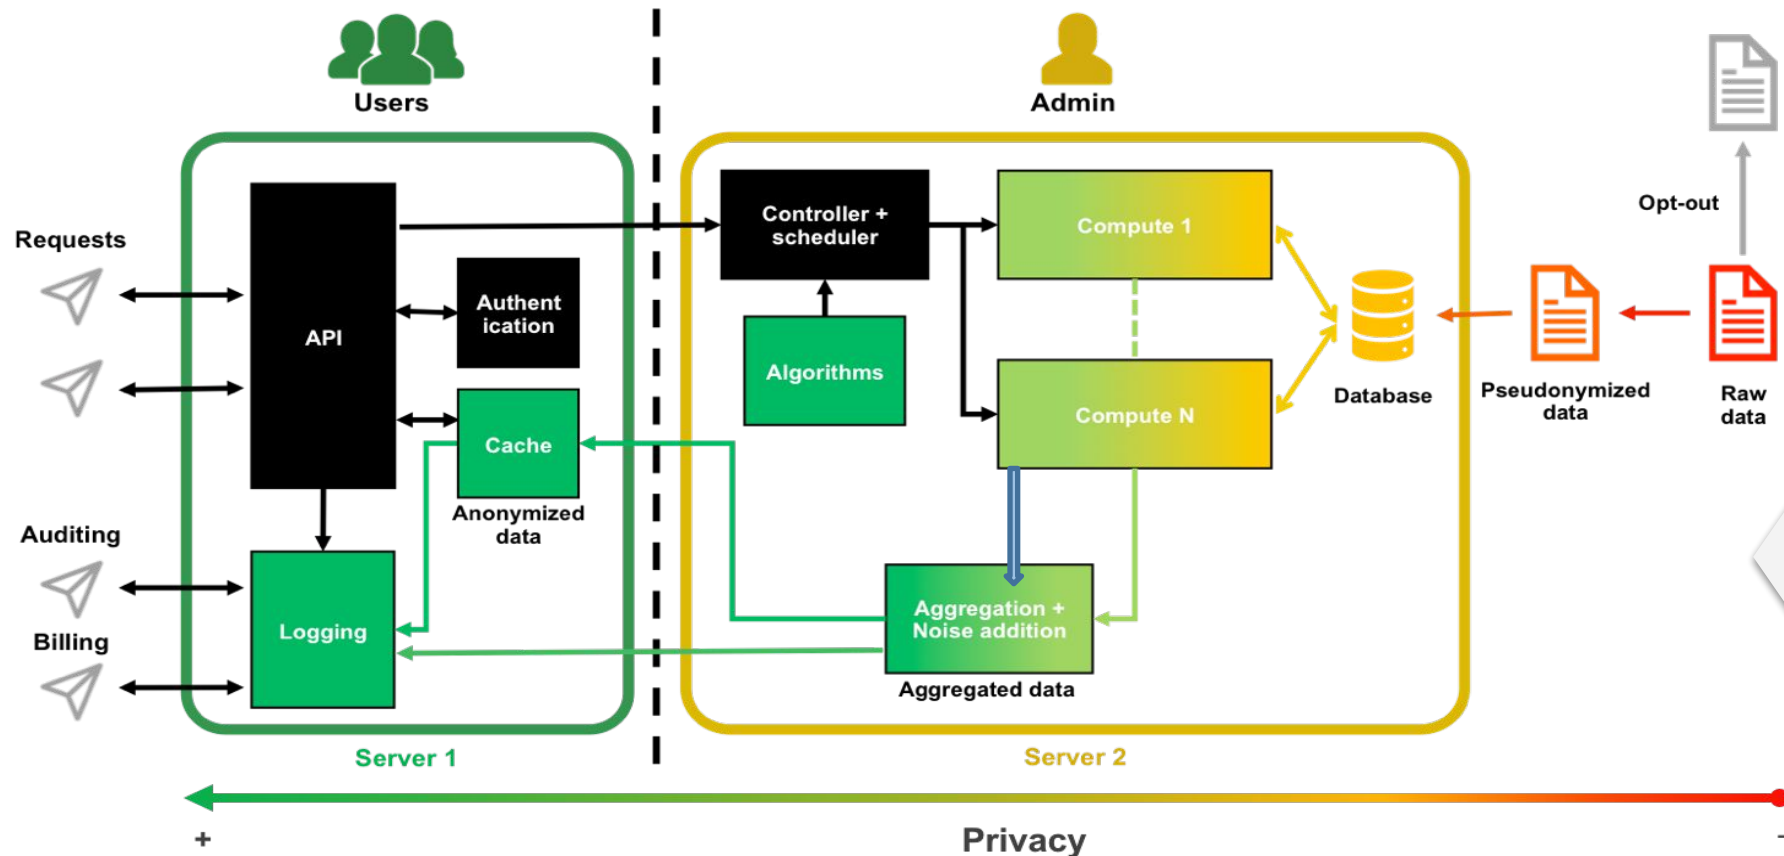 Users
Admin
Requests
API
Authent
ication
Cache
Anonymized
data
Auditing
Billing
Logging
Server 1
Controller +
scheduler
Algorithms
Compute 1
Compute N
Aggregation +
Noise addition
Aggregated data
Database
Server 2
Opt-out
Pseudonymized
data
Raw
data
+
Privacy
-